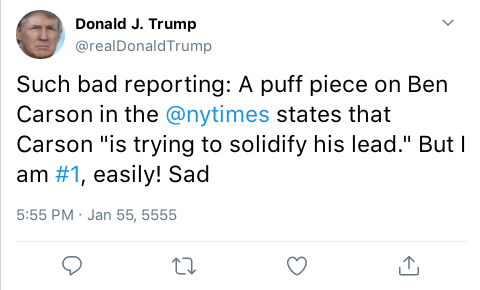 Donald J. Trump
@realDonaldTrump
Such bad reporting: A puff piece on Ben
Carson in the @nytimes states that
Carson "is trying to solidify his lead." But I
am #1, easily! Sad
5:55 PM · Jan 55, 5555